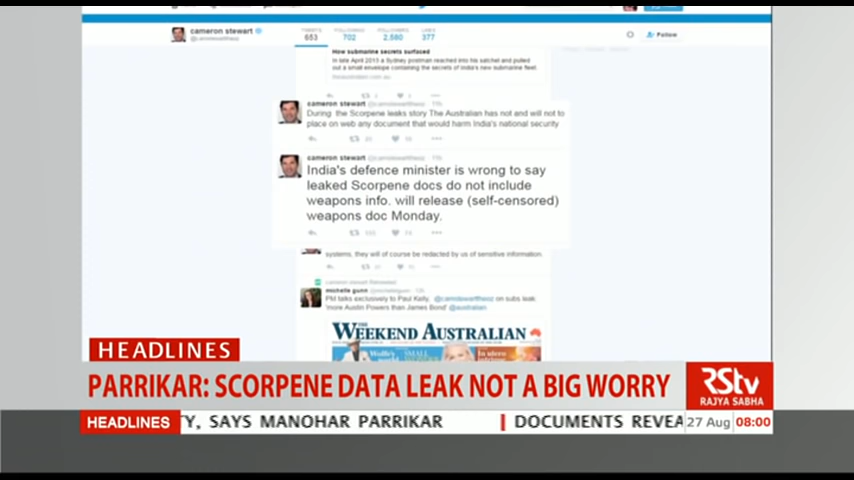 cameron stewart
TWEETS
653
702
2,580
LIKES
377
Follow
How submarine secrets surfaced
In late April 2013 a Sydney postman reached into his satchel and pulled
out a small envelope containing the secrets of India's new submarine fleet
cameron stewart
During the Scorpene leaks story The Australian has not and will not to
place on web any document that would harm India's national security
cameron stewart
India's defence minister is wrong to say
leaked Scorpene docs do not include
weapons info. will release (self-censored)
weapons doc Monday.
systems, they will of course be redacted by us of sensitive information.
michelle gunn
PM talks exclusively to Paul Kelly, on subs leak
'more Austin Powers than James Bond' @australian
THE WEEKEND AUSTRALIAN
HEADLINES
PARRIKAR: SCORPENE DATA LEAK NOT A BIG WORRY
RStv
RAJYA SABHA
HEADLINES
TY, SAYS MANOHAR PARRIKAR
DOCUMENTS REVEA
27 Aug
08:00